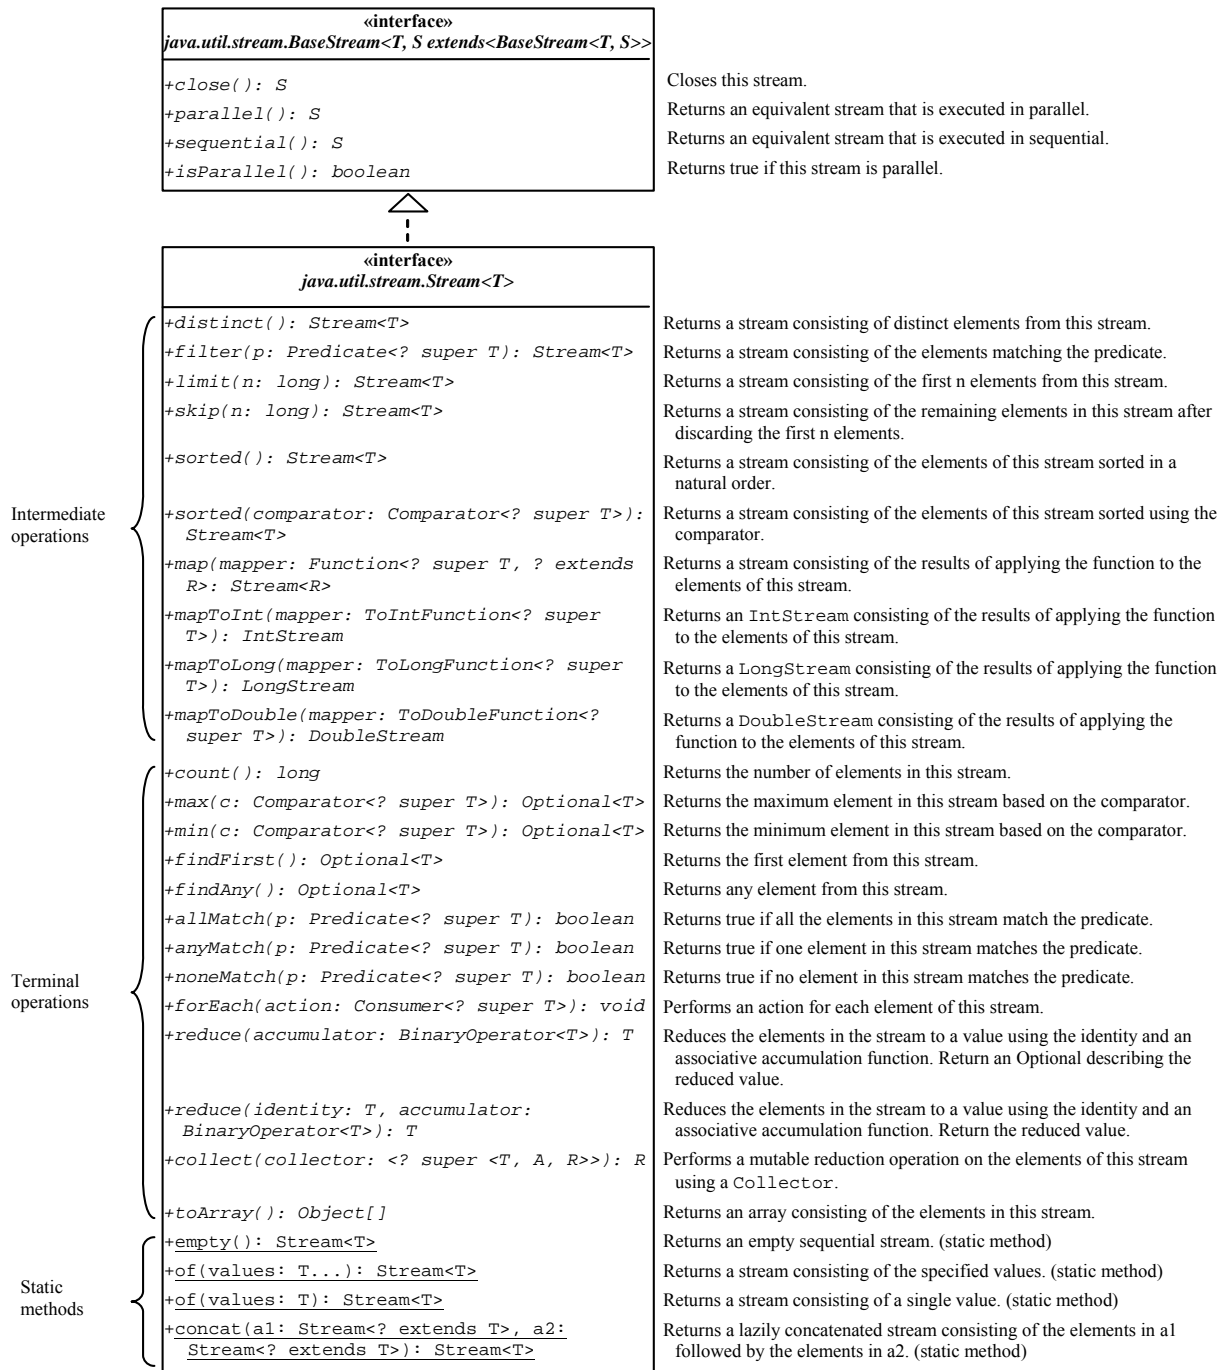 «interface»
java.util.stream.BaseStream<T, S extends<BaseStream<T, S>>
+close(): S
Closes this stream.
+parallel(): S
Returns an equivalent stream that is executed in parallel.
+sequential(): S
Returns an equivalent stream that is executed in sequential.
+isParallel(): boolean
Returns true if this stream is parallel.
«interface»
java.util.stream.Stream<T>
Intermediate
operations
+distinct(): Stream<T>
Returns a stream consisting of distinct elements from this stream.
+filter(p: Predicate<? super T): Stream<T>
Returns a stream consisting of the elements matching the predicate.
+limit(n: long): Stream<T>
Returns a stream consisting of the first n elements from this stream.
+skip(n: long): Stream<T>
Returns a stream consisting of the remaining elements in this stream after
discarding the first n elements.
+sorted(): Stream<T>
Returns a stream consisting of the elements of this stream sorted in a
natural order.
+sorted(comparator: Comparator<? super T>):
Stream<T>
Returns a stream consisting of the elements of this stream sorted using the
comparator.
+map(mapper: Function<? super T, ? extends
R>: Stream<R>
Returns a stream consisting of the results of applying the function to the
elements of this stream.
+mapToInt(mapper: ToIntFunction<? super
T>): IntStream
Returns an IntStream consisting of the results of applying the function
to the elements of this stream.
+mapToLong(mapper: ToLongFunction<? super
T>): LongStream
Returns a LongStream consisting of the results of applying the function
to the elements of this stream.
+mapToDouble(mapper: ToDoubleFunction<?
super T>): DoubleStream
Returns a DoubleStream consisting of the results of applying the
function to the elements of this stream.
Terminal
operations
+count(): long
Returns the number of elements in this stream.
+max(c: Comparator<? super T>): Optional<T>
Returns the maximum element in this stream based on the comparator.
+min(c: Comparator<? super T>): Optional<T>
Returns the minimum element in this stream based on the comparator.
+findFirst(): Optional<T>
Returns the first element from this stream.
+findAny(): Optional<T>
Returns any element from this stream.
+allMatch(p: Predicate<? super T): boolean
Returns true if all the elements in this stream match the predicate.
+anyMatch(p: Predicate<? super T): boolean
Returns true if one element in this stream matches the predicate.
+noneMatch(p: Predicate<? super T): boolean
Returns true if no element in this stream matches the predicate.
+forEach(action: Consumer<? super T>): void
Performs an action for each element of this stream.
+reduce(accumulator: BinaryOperator<T>): T
Reduces the elements in the stream to a value using the identity and an
associative accumulation function. Return an Optional describing the
reduced value.
+reduce(identity: T, accumulator:
BinaryOperator<T>): T
Reduces the elements in the stream to a value using the identity and an
associative accumulation function. Return the reduced value.
+collect(collector: <? super <T, A, R>>): R
Performs a mutable reduction operation on the elements of this stream
using a Collector.
+toArray(): Object[]
Returns an array consisting of the elements in this stream.
Static
methods
+empty(): Stream<T>
Returns an empty sequential stream. (static method)
+of(values: T...): Stream<T>
Returns a stream consisting of the specified values. (static method)
+of(values: T): Stream<T>
Returns a stream consisting of a single value. (static method)
+concat(a1: Stream<? extends T>, a2:
Stream<? extends T>): Stream<T>
Returns a lazily concatenated stream consisting of the elements in a1
followed by the elements in a2. (static method)